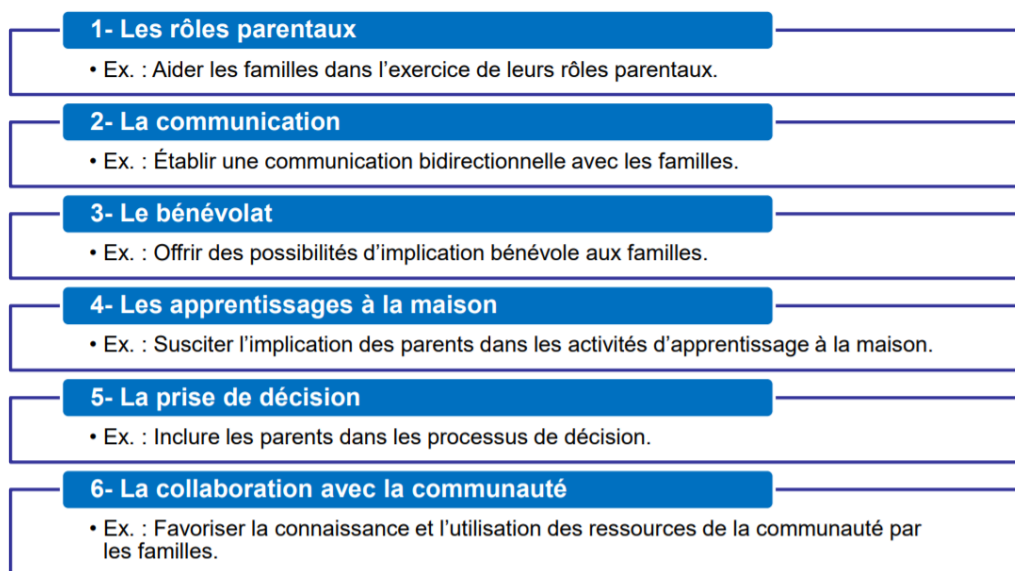 1- Les rôles parentaux
• Ex. : Aider les familles dans l’exercice de leurs rôles parentaux.
2- La communication
• Ex. : Établir une communication bidirectionnelle avec les familles.
3- Le bénévolat
• Ex. : Offrir des possibilités d’implication bénévole aux familles.
4- Les apprentissages à la maison
• Ex. : Susciter l’implication des parents dans les activités d’apprentissage à la maison.
5- La prise de décision
• Ex. : Inclure les parents dans les processus de décision.
6- La collaboration avec la communauté
• Ex. : Favoriser la connaissance et l’utilisation des ressources de la communauté par
les familles.